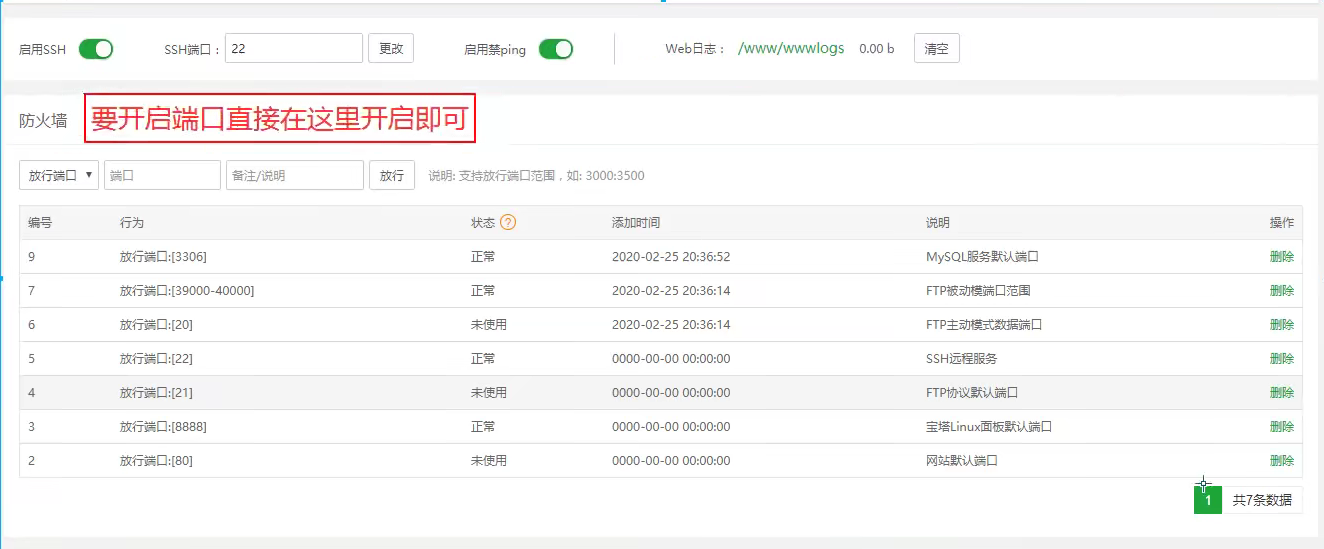 启用SSH SSH端口： 22 更改 启用禁ping Web日志： /www/wwwlogs 0.00 b 清空
防火墙 要开启端口直接在这里开启即可
放行端口 端口 备注/说明 放行 说明: 支持放行端口范围，如: 3000:3500
编号 行为 状态 ? 添加时间 说明 操作
9 放行端口:[3306] 正常 2020-02-25 20:36:52 MySQL服务默认端口 删除
7 放行端口:[39000-40000] 正常 2020-02-25 20:36:14 FTP被动模端口范围 删除
6 放行端口:[20] 未使用 2020-02-25 20:36:14 FTP主动模式数据端口 删除
5 放行端口:[22] 正常 0000-00-00 00:00:00 SSH远程服务 删除
4 放行端口:[21] 未使用 0000-00-00 00:00:00 FTP协议默认端口 删除
3 放行端口:[8888] 正常 0000-00-00 00:00:00 宝塔Linux面板默认端口 删除
2 放行端口:[80] 未使用 0000-00-00 00:00:00 网站默认端口 删除
1 共7条数据